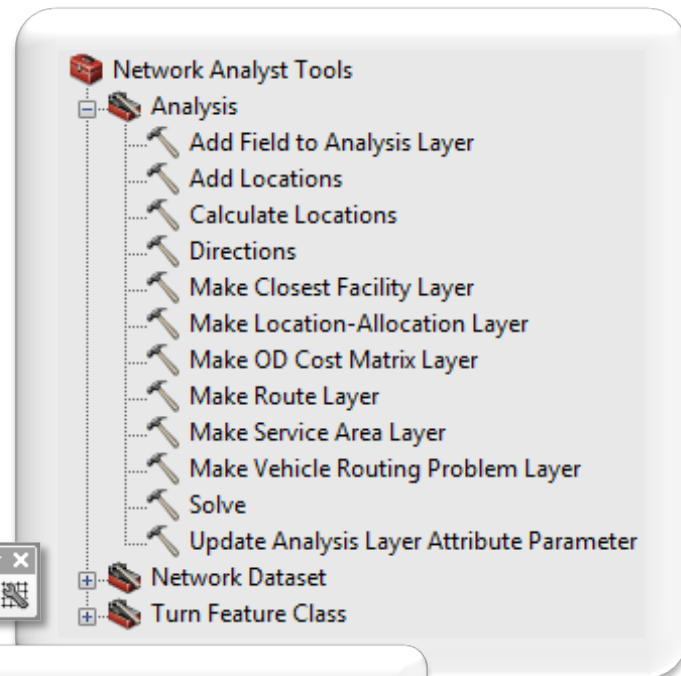 Network Analyst Tools
Analysis
Add Field to Analysis Layer
Add Locations
Calculate Locations
Directions
Make Closest Facility Layer
Make Location-Allocation Layer
Make OD Cost Matrix Layer
Make Route Layer
Make Service Area Layer
Make Vehicle Routing Problem Layer
Solve
Update Analysis Layer Attribute Parameter
Network Dataset
Turn Feature Class